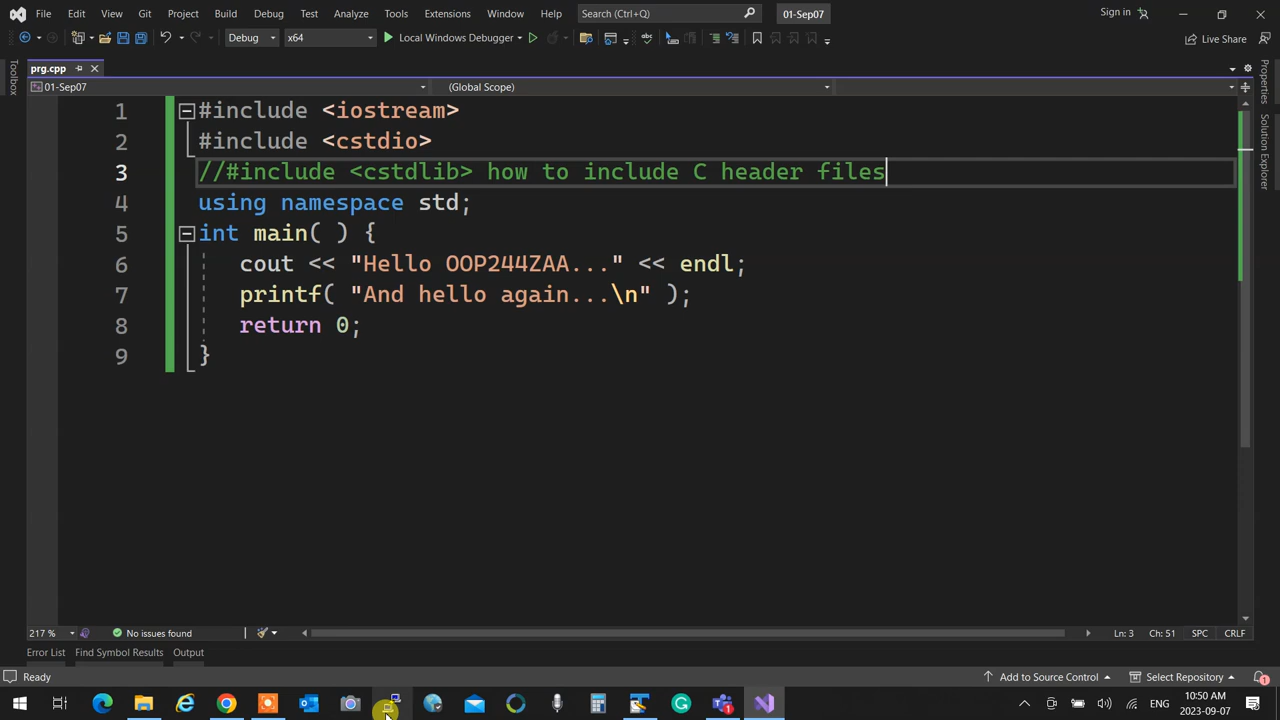 File Edit View Git Project Build Debug Test Analyze Tools Extensions Window Help Search (Ctrl+Q) 01-Sep07 Sign in
Debug x64 Local Windows Debugger Live Share
prg.cpp
01-Sep07 (Global Scope)
Toolbox
Properties
Solution Explorer
1 #include <iostream>
2 #include <cstdio>
3 //#include <cstdlib> how to include C header files
4 using namespace std;
5 int main( ) {
6 cout << "Hello OOP244ZAA..." << endl;
7 printf( "And hello again...\n" );
8 return 0;
9 }
217 % No issues found Ln: 3 Ch: 51 SPC CRLF
Error List Find Symbol Results Output
Ready Add to Source Control Select Repository 1
ENG 10:50 AM
2023-09-07